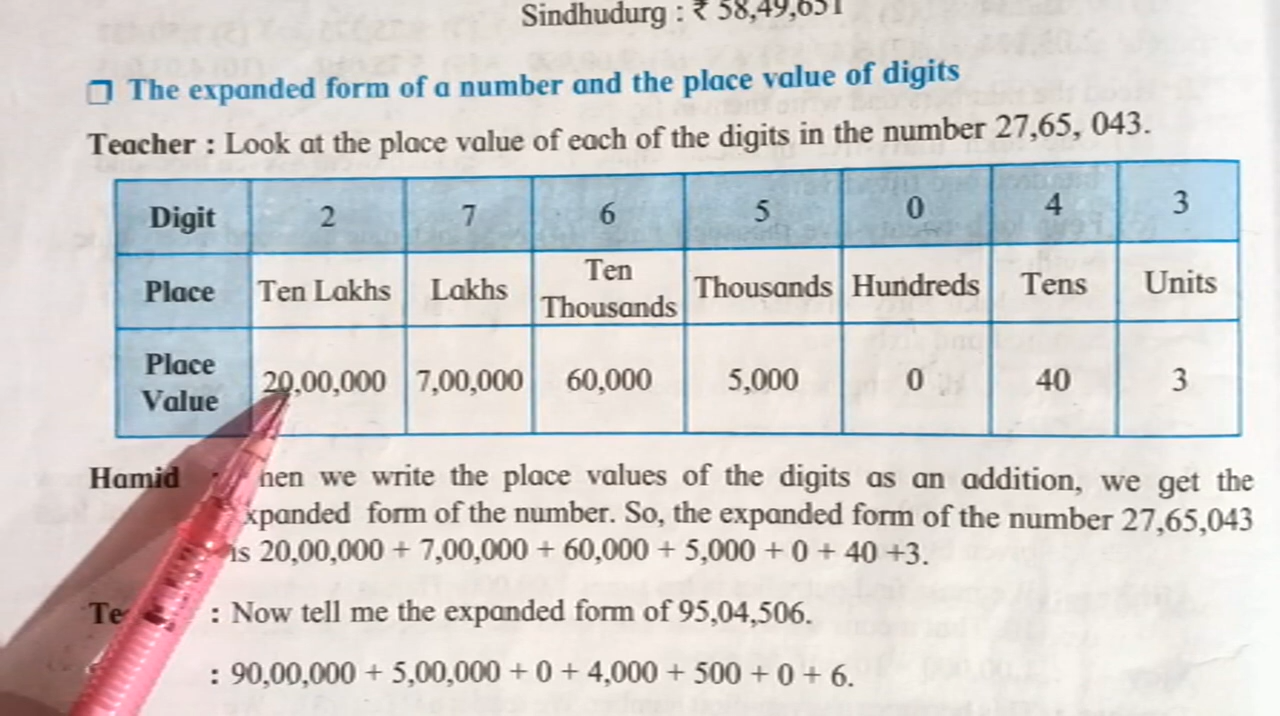 Sindhudurg : ₹ 58,49,651
The expanded form of a number and the place value of digits
Teacher : Look at the place value of each of the digits in the number 27,65, 043.
Digit 2 7 6 5 0 4 3
Place Ten Lakhs Lakhs Ten Thousands Thousands Hundreds Tens Units
Place Value 20,00,000 7,00,000 60,000 5,000 0 40 3
Hamid hen we write the place values of the digits as an addition, we get the
xpanded form of the number. So, the expanded form of the number 27,65,043
is 20,00,000 + 7,00,000 + 60,000 + 5,000 + 0 + 40 +3.
Te : Now tell me the expanded form of 95,04,506.
: 90,00,000 + 5,00,000 + 0 + 4,000 + 500 + 0 + 6.